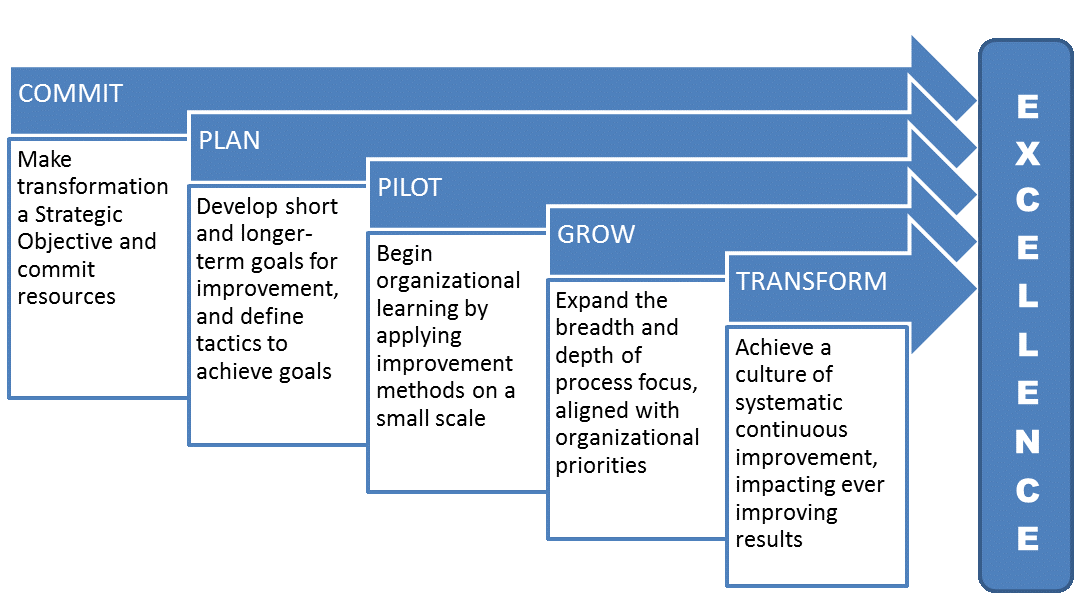 COMMIT
Make
transformation
a Strategic
Objective and
commit
resources
PLAN
Develop short
and longer-
term goals for
improvement,
and define
tactics to
achieve goals
PILOT
Begin
organizational
learning by
applying
improvement
methods on a
small scale
GROW
Expand the
breadth and
depth of
process focus,
aligned with
organizational
priorities
TRANSFORM
Achieve a
culture of
systematic
continuous
improvement,
impacting ever
improving
results
E
X
C
E
L
L
E
N
C
E